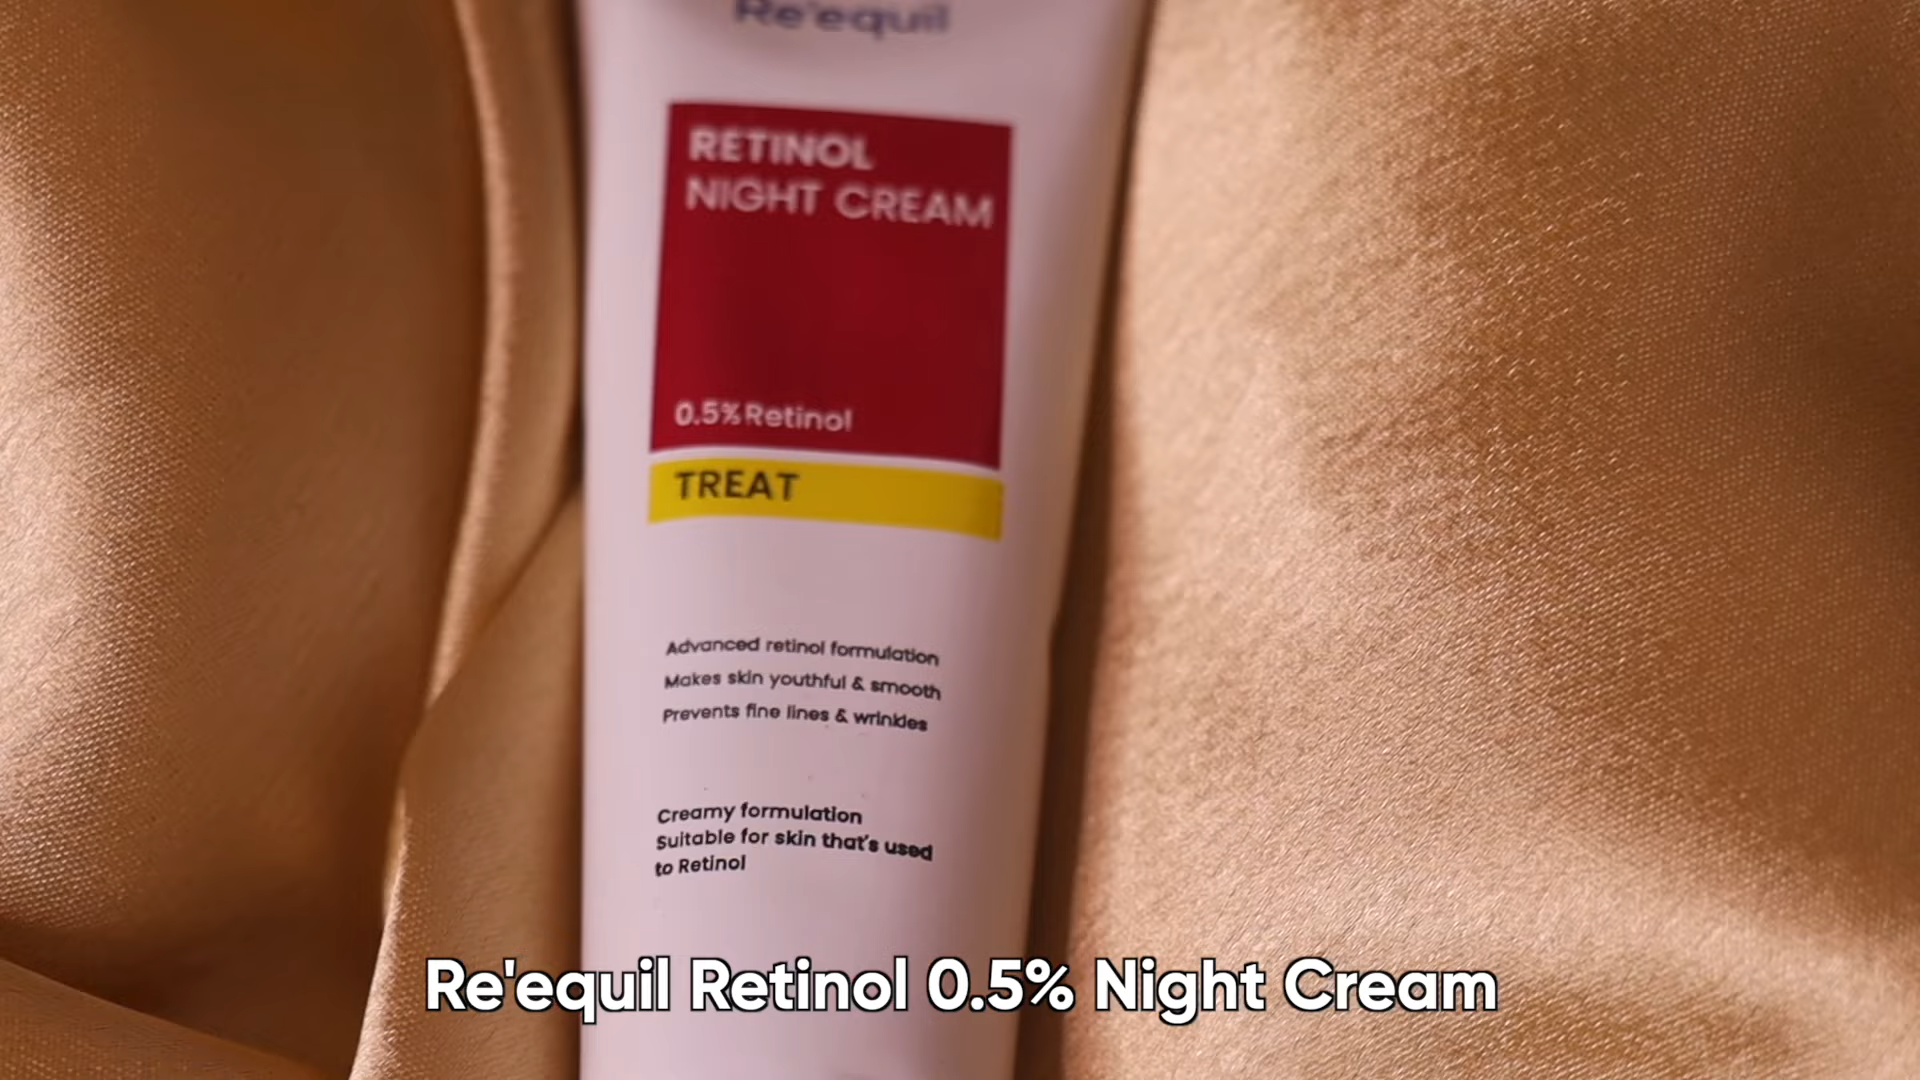 Re'equil
RETINOL
NIGHT CREAM
0.5% Retinol
TREAT
Advanced retinol formulation
Makes skin youthful & smooth
Prevents fine lines & wrinkles
Creamy formulation
Suitable for skin that's used
to Retinol
Re'equil Retinol 0.5% Night Cream